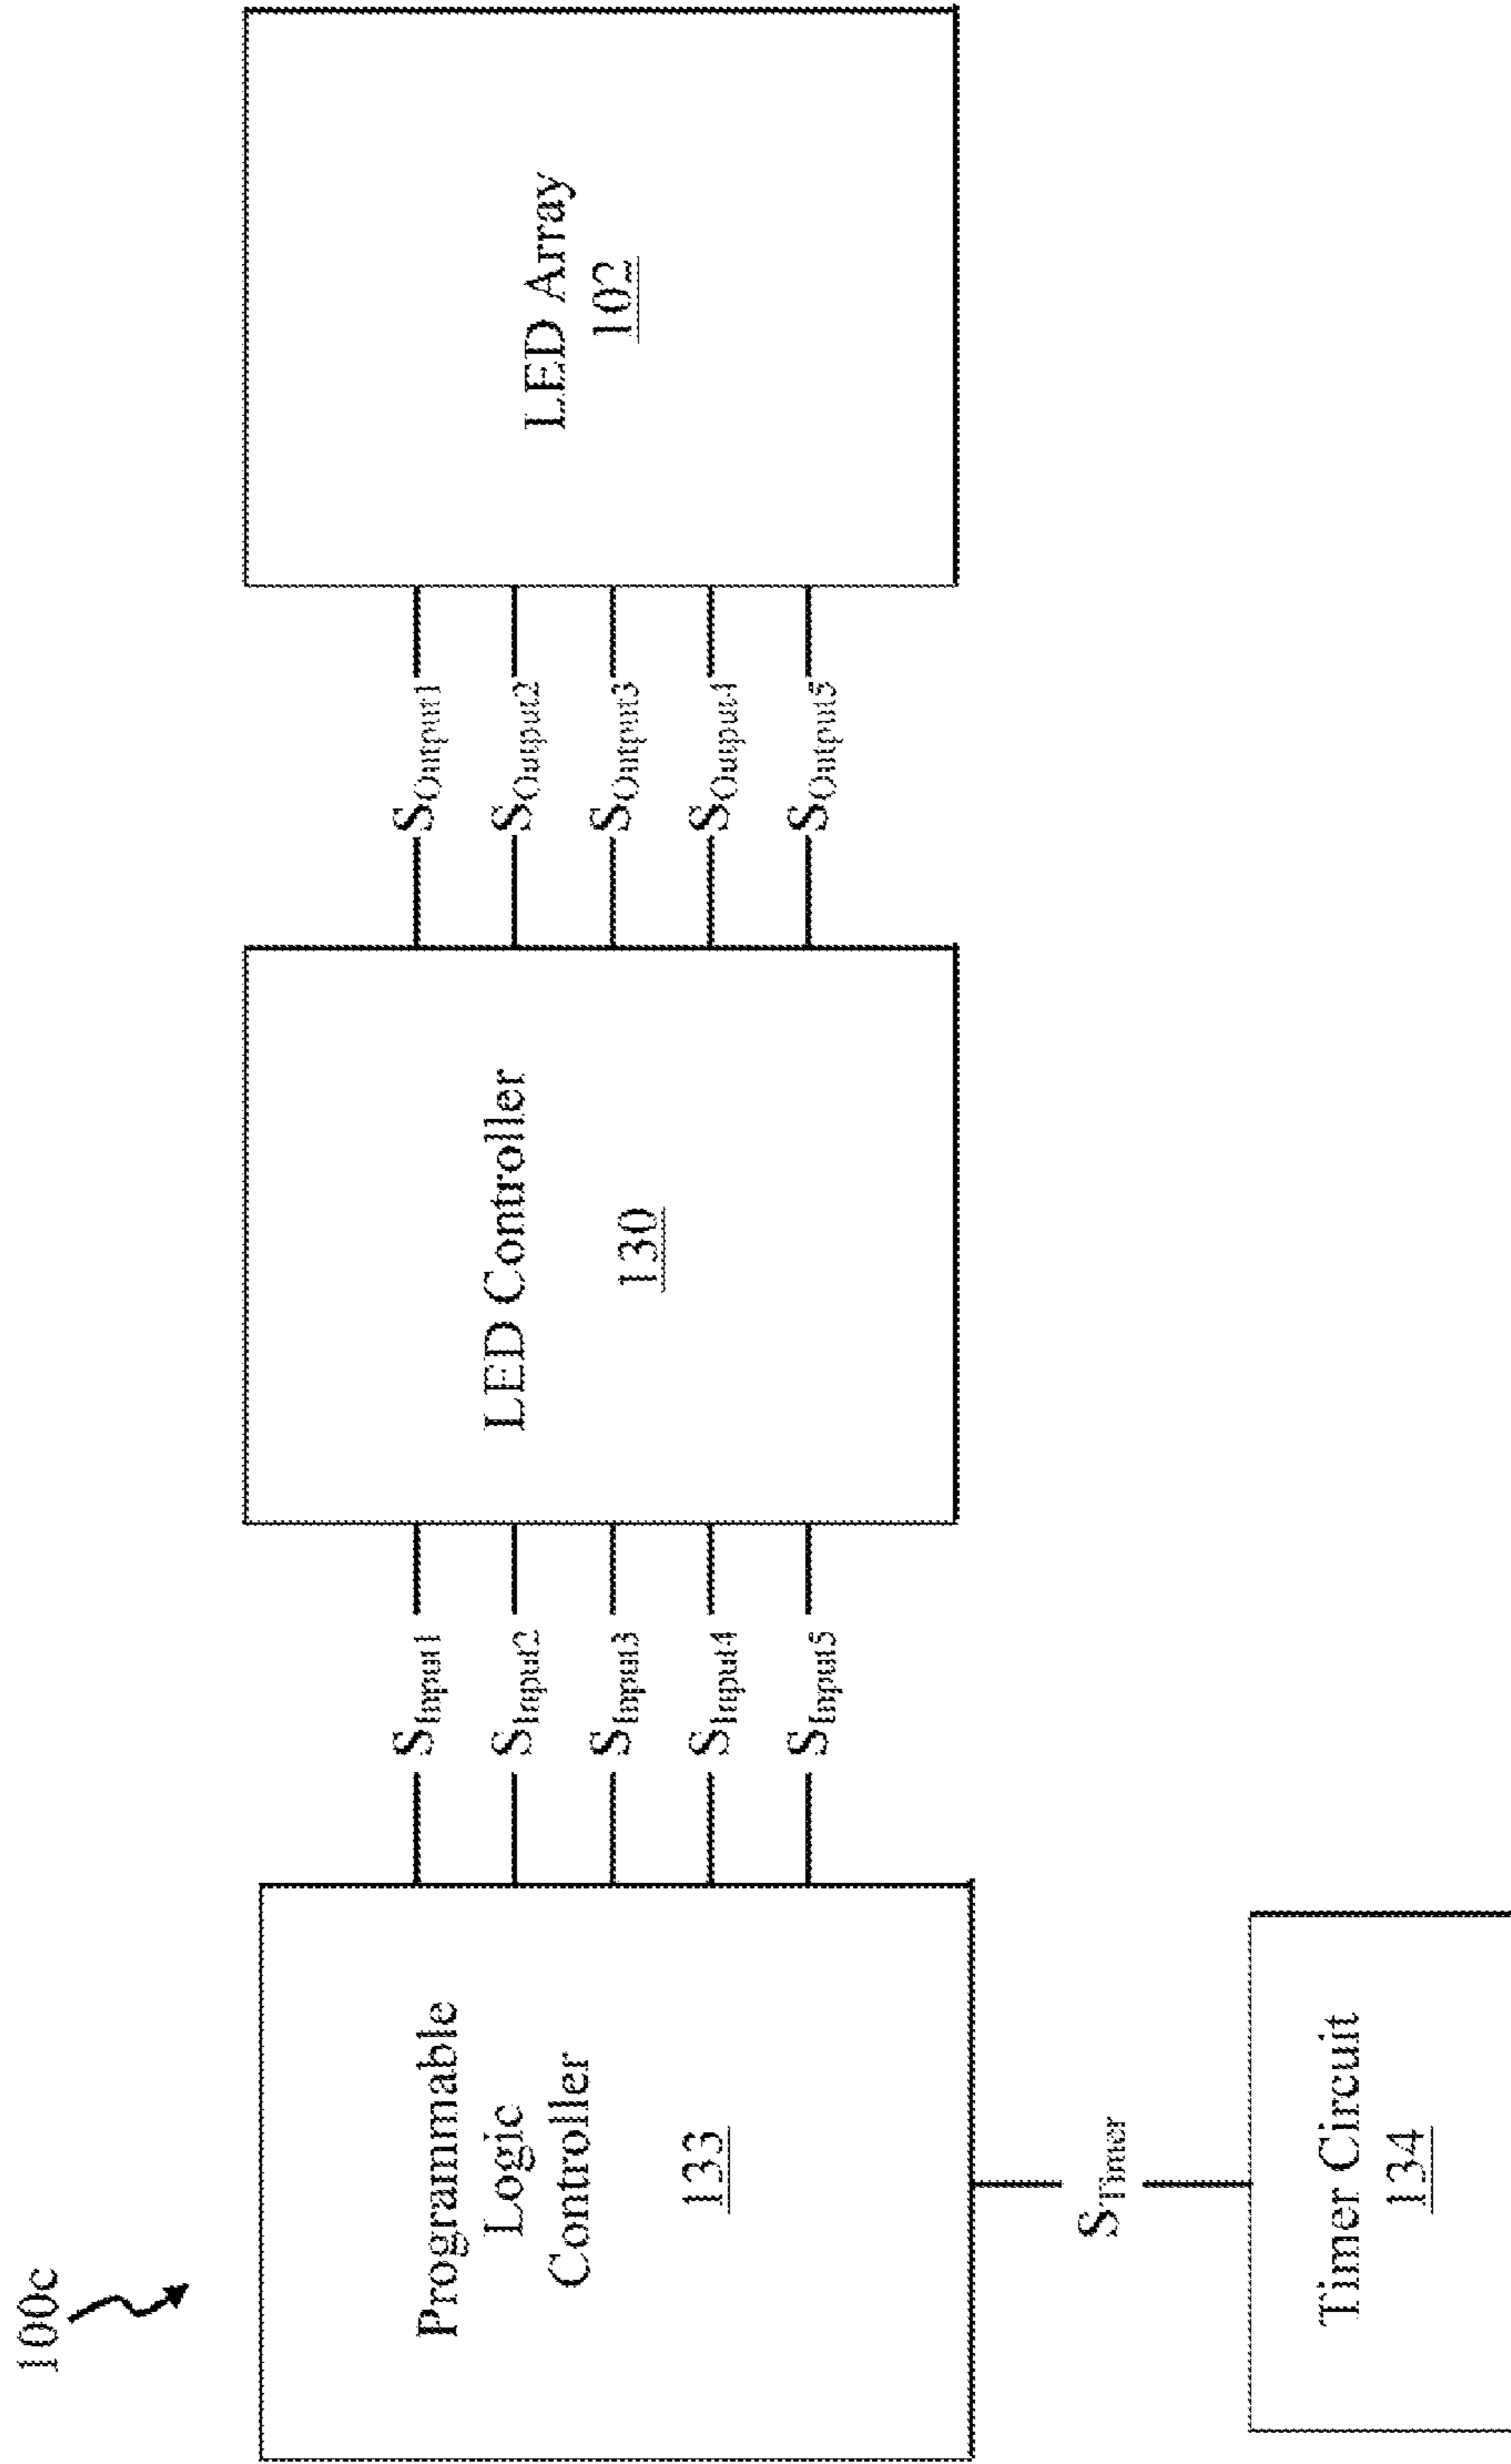 100c
Programmable
Logic
Controller
133
SInput1
SInput2
SInput3
SInput4
SInput5
LED Controller
130
SOutput1
SOutput2
SOutput3
SOutput4
SOutput5
LED Array
102
STimer
Timer Circuit
134